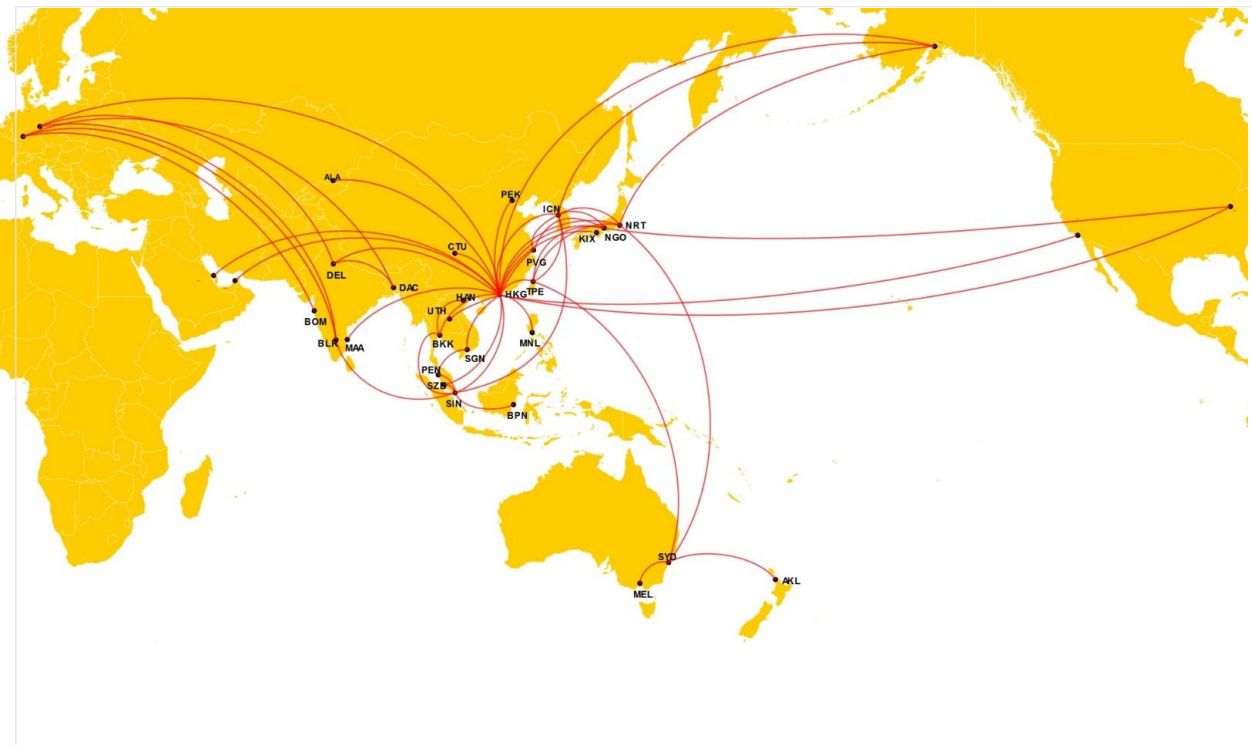 ALA
PEK
ICN
NRT
NGO
KIX
CTU
PVG
DEL
DAC
HKG
TPE
HAN
UTH
BOM
BLR
MAA
BKK
MNL
SGN
PEN
SZB
SIN
BPN
SYD
AKL
MEL